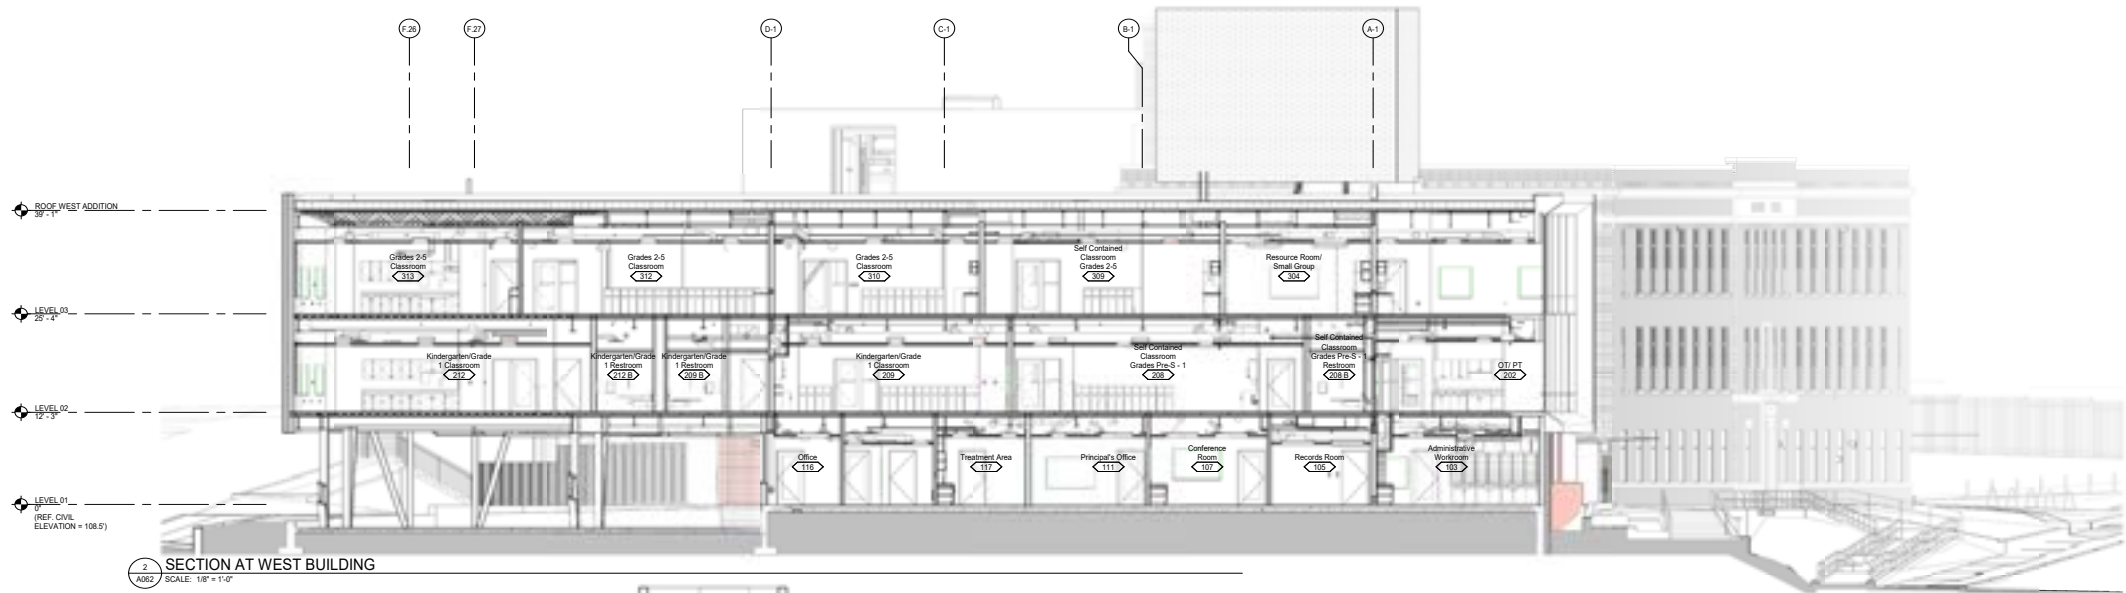 F.26
F.27
D-1
C-1
B-1
A-1
ROOF WEST ADDITION
39' - 1"
Grades 2-5
Classroom
313
Grades 2-5
Classroom
312
Grades 2-5
Classroom
310
Self Contained
Classroom
Grades 2-5
309
Resource Room/
Small Group
304
LEVEL 03
25' - 4"
Kindergarten/Grade
1 Classroom
212
Kindergarten/Grade
1 Restroom
212 B
Kindergarten/Grade
1 Restroom
209 B
Kindergarten/Grade
1 Classroom
209
Self Contained
Classroom
Grades Pre-S - 1
208
Self Contained
Classroom
Grades Pre-S - 1
Restroom
208 B
OT/ PT
202
LEVEL 02
12' - 3"
Office
116
Treatment Area
117
Principal's Office
111
Conference
Room
107
Records Room
105
Administrative
Workroom
103
LEVEL 01
0"
(REF. CIVIL
ELEVATION = 108.5')
2
A062
SECTION AT WEST BUILDING
SCALE: 1/8" = 1'-0"